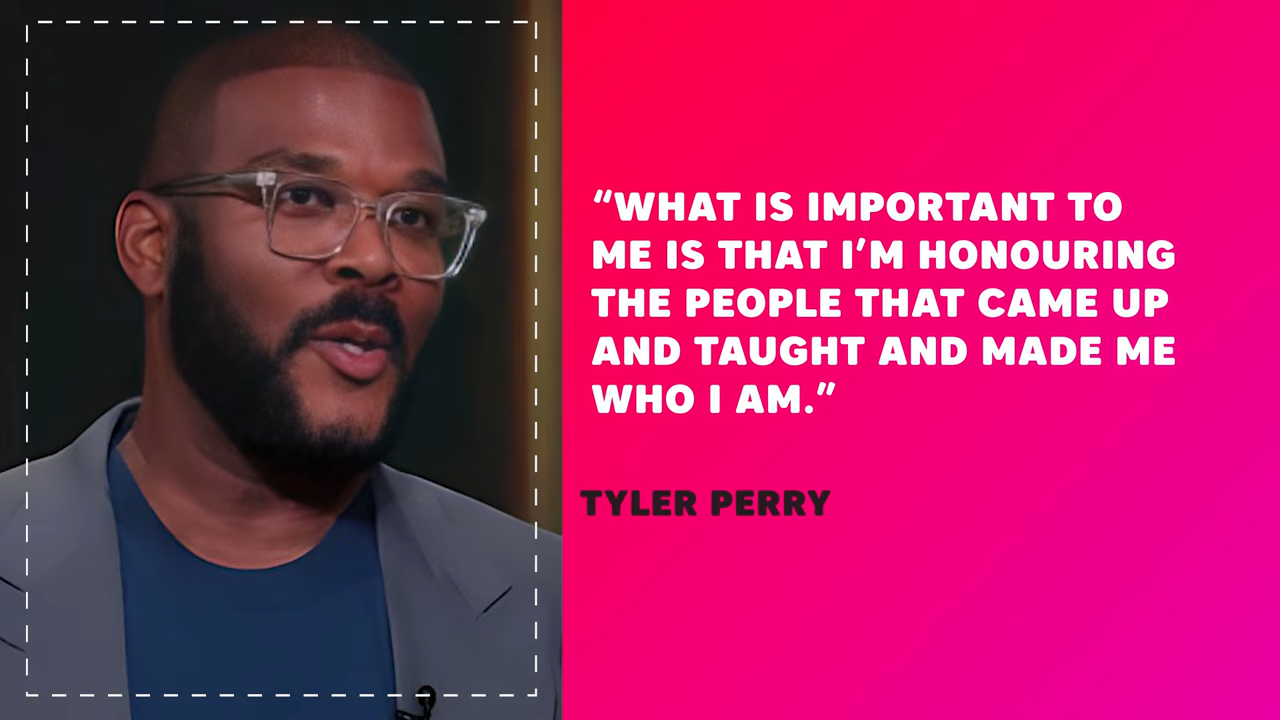 “WHAT IS IMPORTANT TO
ME IS THAT I’M HONOURING
THE PEOPLE THAT CAME UP
AND TAUGHT AND MADE ME
WHO I AM.”
TYLER PERRY